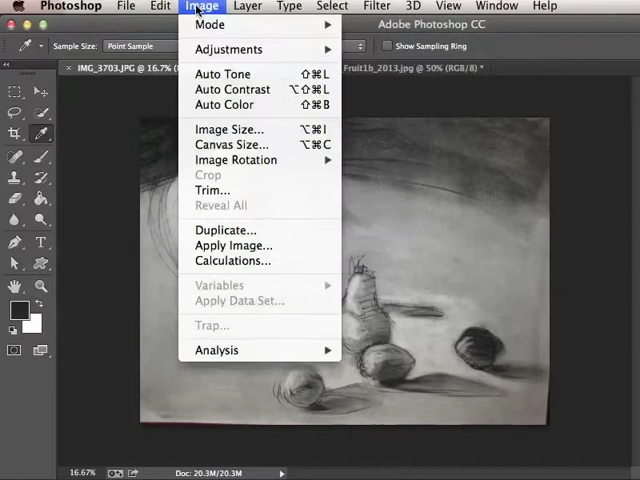 Photoshop File Edit Image Layer Type Select Filter 3D View Window Help
Adobe Photoshop CC
Sample Size: Point Sample Show Sampling Ring
IMG_3703.JPG @ 16.7% Fruit1b_2013.jpg @ 50% (RGB/8) *
Mode
Adjustments
Auto Tone ⇧⌘L
Auto Contrast ⌥⇧⌘L
Auto Color ⇧⌘B
Image Size... ⌥⌘I
Canvas Size... ⌥⌘C
Image Rotation
Crop
Trim...
Reveal All
Duplicate...
Apply Image...
Calculations...
Variables
Apply Data Set...
Trap...
Analysis
16.67% Doc: 20.3M/20.3M